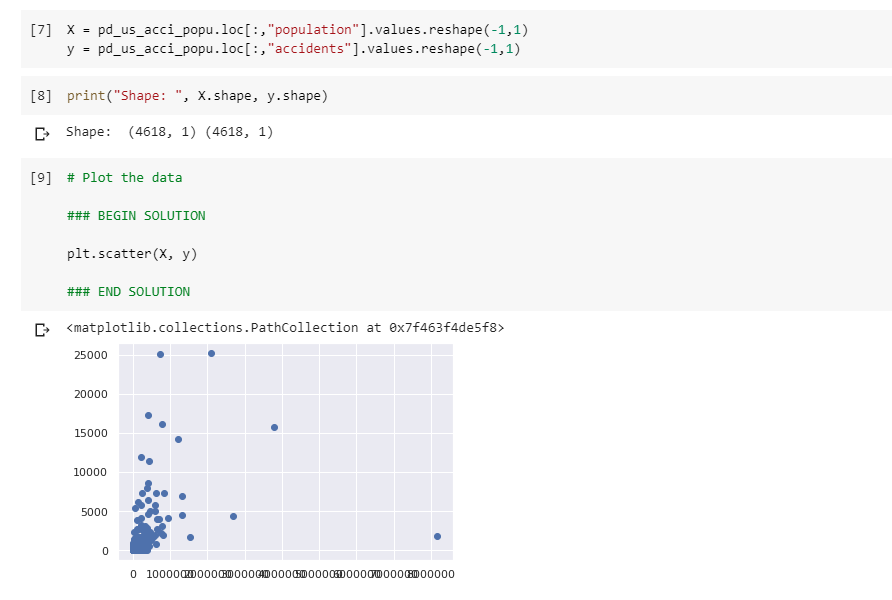 [7] X = pd_us_acci_popu.loc[:,"population"].values.reshape(-1,1)
y = pd_us_acci_popu.loc[:,"accidents"].values.reshape(-1,1)
[8] print("Shape: ", X.shape, y.shape)
Shape:  (4618, 1) (4618, 1)
[9] # Plot the data
### BEGIN SOLUTION
plt.scatter(X, y)
### END SOLUTION
<matplotlib.collections.PathCollection at 0x7f463f4de5f8>
25000
20000
15000
10000
5000
0
0 1000000 2000000 3000000 4000000 5000000 6000000 7000000 8000000